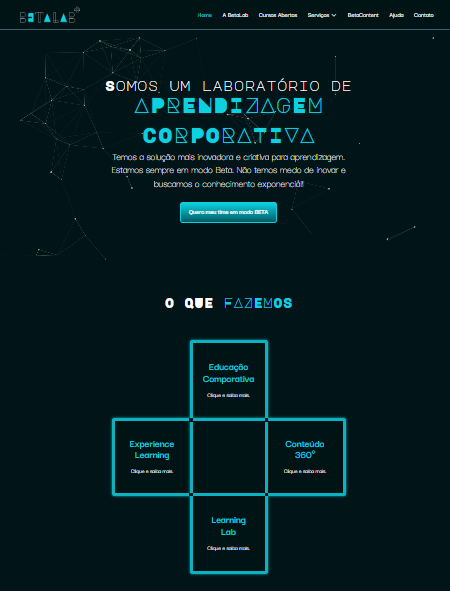 BETALAB
Home A BetaLab Cursos Abertos Serviços BetaContent Ajuda Contato
SOMOS UM LABORATÓRIO DE
APRENDIZAGEM
CORPORATIVA
Temos a solução mais inovadora e criativa para aprendizagem.
Estamos sempre em modo Beta. Não temos medo de inovar e
buscamos o conhecimento exponencial!
Quero meu time em modo BETA
O QUE FAZEMOS
Educação
Corporativa
Clique e saiba mais.
Experience
Learning
Clique e saiba mais.
Conteúdo
360º
Clique e saiba mais.
Learning
Lab
Clique e saiba mais.